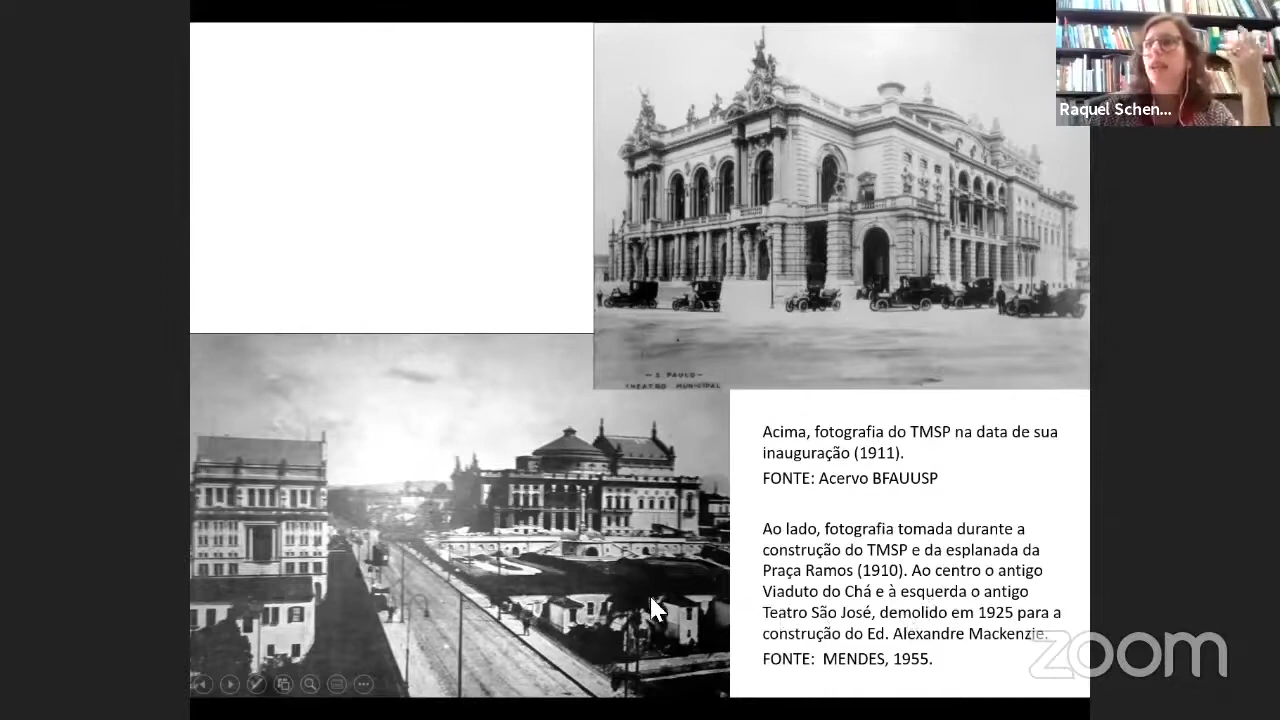 Raquel Schen...
- S PAULO -
THEATRO MUNICIPAL
Acima, fotografia do TMSP na data de sua
inauguração (1911).
FONTE: Acervo BFAUUSP
Ao lado, fotografia tomada durante a
construção do TMSP e da esplanada da
Praça Ramos (1910). Ao centro o antigo
Viaduto do Chá e à esquerda o antigo
Teatro São José, demolido em 1925 para a
construção do Ed. Alexandre Mackenzie.
FONTE: MENDES, 1955.
zoom